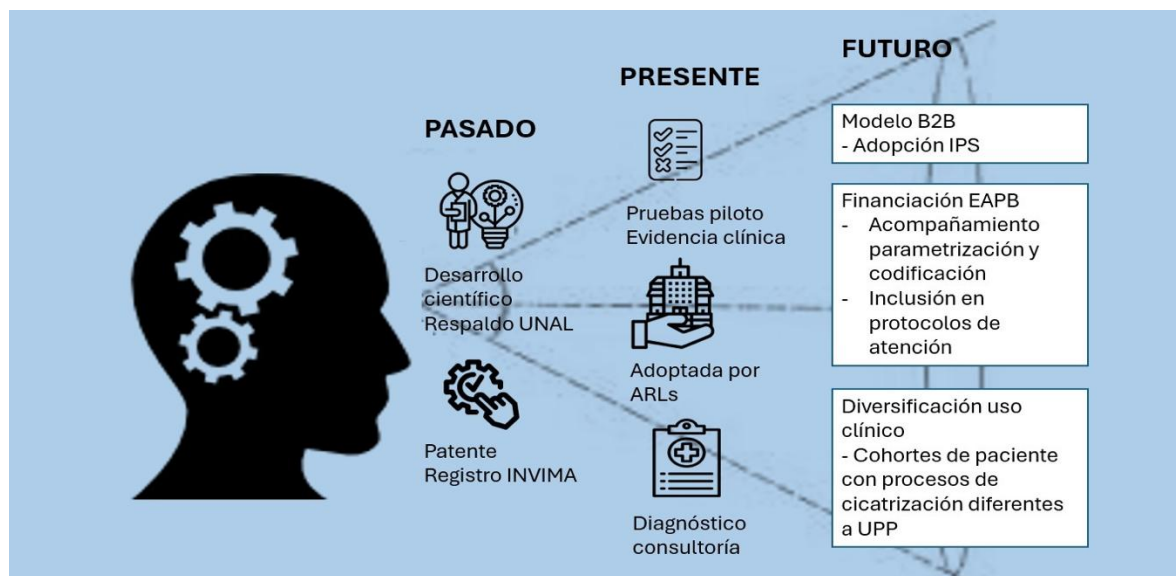 PASADO
Desarrollo
científico
Respaldo UNAL
Patente
Registro INVIMA
PRESENTE
Pruebas piloto
Evidencia clínica
Adoptada por
ARLs
Diagnóstico
consultoría
FUTURO
Modelo B2B
- Adopción IPS
Financiación EAPB
- Acompañamiento
parametrización y
codificación
- Inclusión en
protocolos de
atención
Diversificación uso
clínico
- Cohortes de paciente
con procesos de
cicatrización diferentes
a UPP